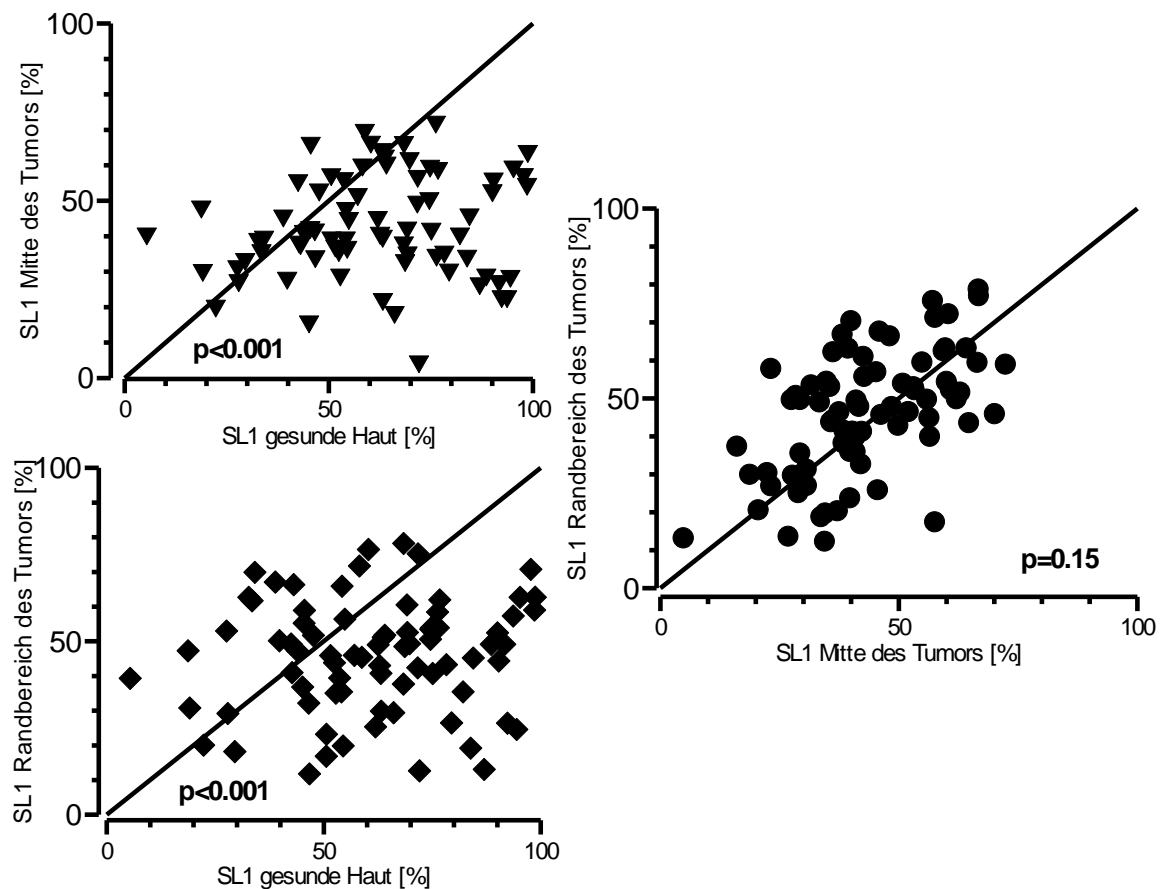 100
50
0
SL1 Mitte des Tumors [%]
p<0.001
0 50 100
SL1 gesunde Haut [%]
100
50
0
SL1 Randbereich des Tumors [%]
p<0.001
0 50 100
SL1 gesunde Haut [%]
100
50
0
SL1 Randbereich des Tumors [%]
p=0.15
0 50 100
SL1 Mitte des Tumors [%]